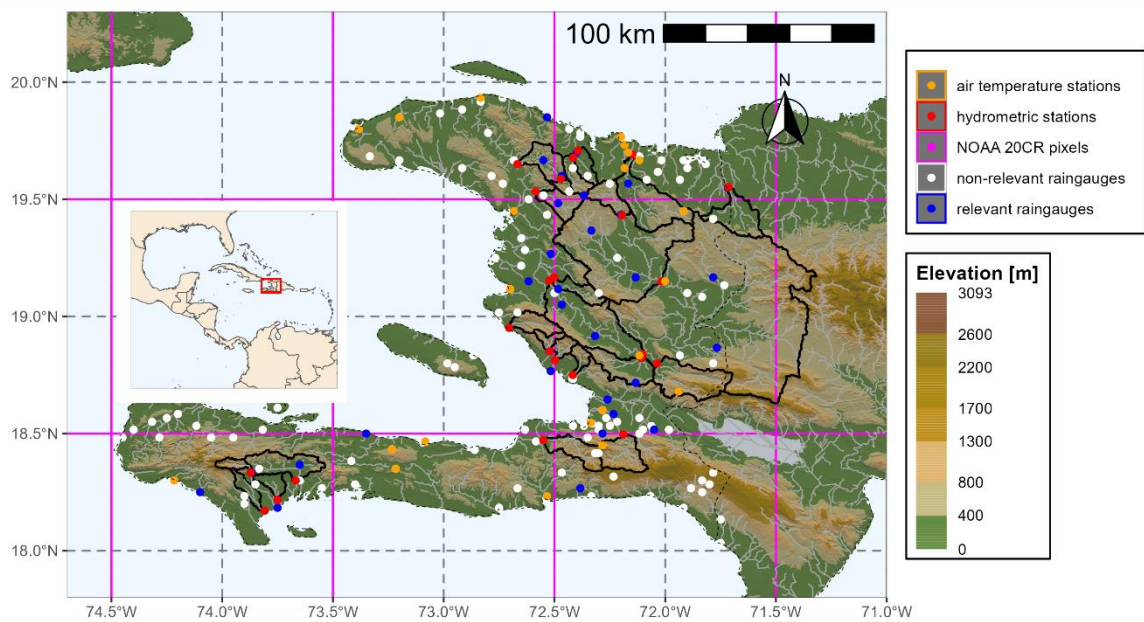 100 km
N
20.0°N
19.5°N
19.0°N
18.5°N
18.0°N
74.5°W 74.0°W 73.5°W 73.0°W 72.5°W 72.0°W 71.5°W 71.0°W
air temperature stations
hydrometric stations
NOAA 20CR pixels
non-relevant raingauges
relevant raingauges
Elevation [m]
3093
2600
2200
1700
1300
800
400
0